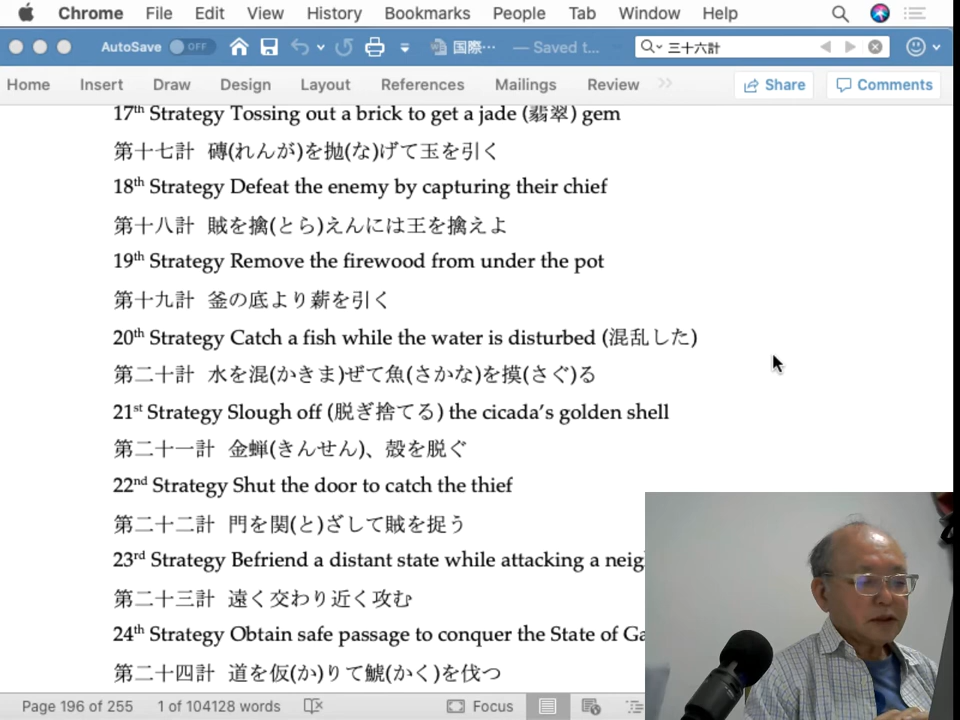 Chrome File Edit View History Bookmarks People Tab Window Help
AutoSave OFF 国際… — Saved t… 三十六計
Home Insert Draw Design Layout References Mailings Review Share Comments
17th Strategy Tossing out a brick to get a jade (翡翠) gem
第十七計 磚(れんが)を抛(な)げて玉を引く
18th Strategy Defeat the enemy by capturing their chief
第十八計 賊を擒(とら)えんには王を擒えよ
19th Strategy Remove the firewood from under the pot
第十九計 釜の底より薪を引く
20th Strategy Catch a fish while the water is disturbed (混乱した)
第二十計 水を混(かきま)ぜて魚(さかな)を摸(さぐ)る
21st Strategy Slough off (脱ぎ捨てる) the cicada's golden shell
第二十一計 金蝉(きんせん)、殻を脱ぐ
22nd Strategy Shut the door to catch the thief
第二十二計 門を関(と)ざして賊を捉う
23rd Strategy Befriend a distant state while attacking a neig
第二十三計 遠く交わり近く攻む
24th Strategy Obtain safe passage to conquer the State of Ga
第二十四計 道を仮(か)りて虢(かく)を伐つ
Page 196 of 255 1 of 104128 words Focus